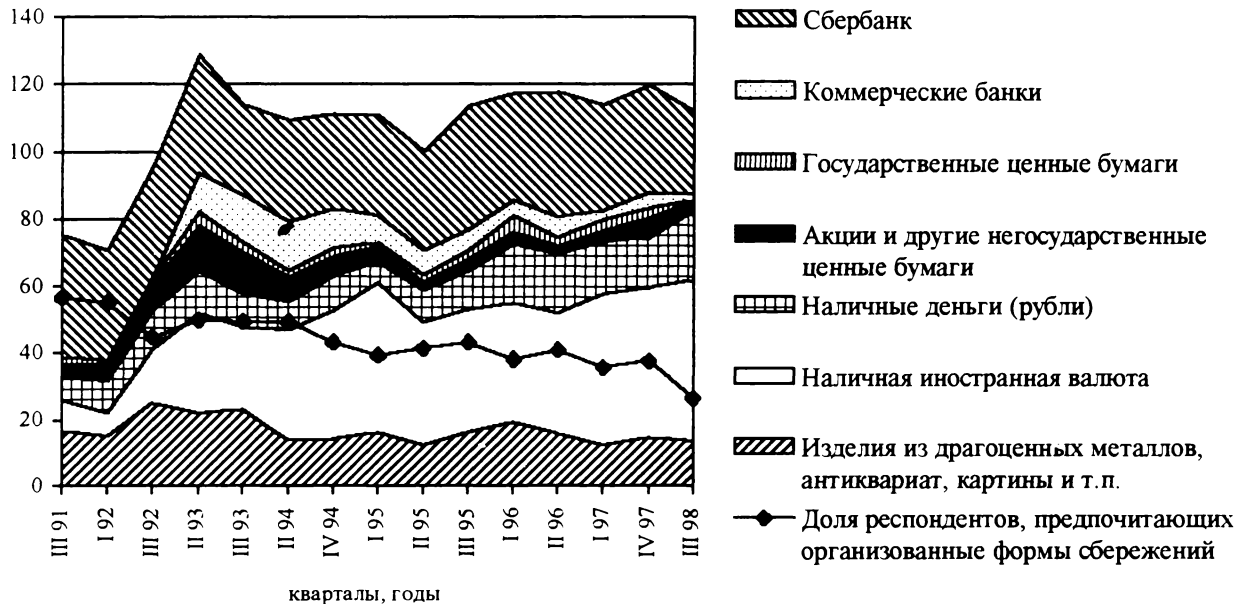 140
120
100
80
60
40
20
0
III 91
I 92
III 92
II 93
III 93
II 94
IV 94
I 95
II 95
III 95
I 96
II 96
I 97
IV 97
III 98
кварталы, годы
Сбербанк
Коммерческие банки
Государственные ценные бумаги
Акции и другие негосударственные
ценные бумаги
Наличные деньги (рубли)
Наличная иностранная валюта
Изделия из драгоценных металлов,
антиквариат, картины и т.п.
Доля респондентов, предпочитающих
организованные формы сбережений